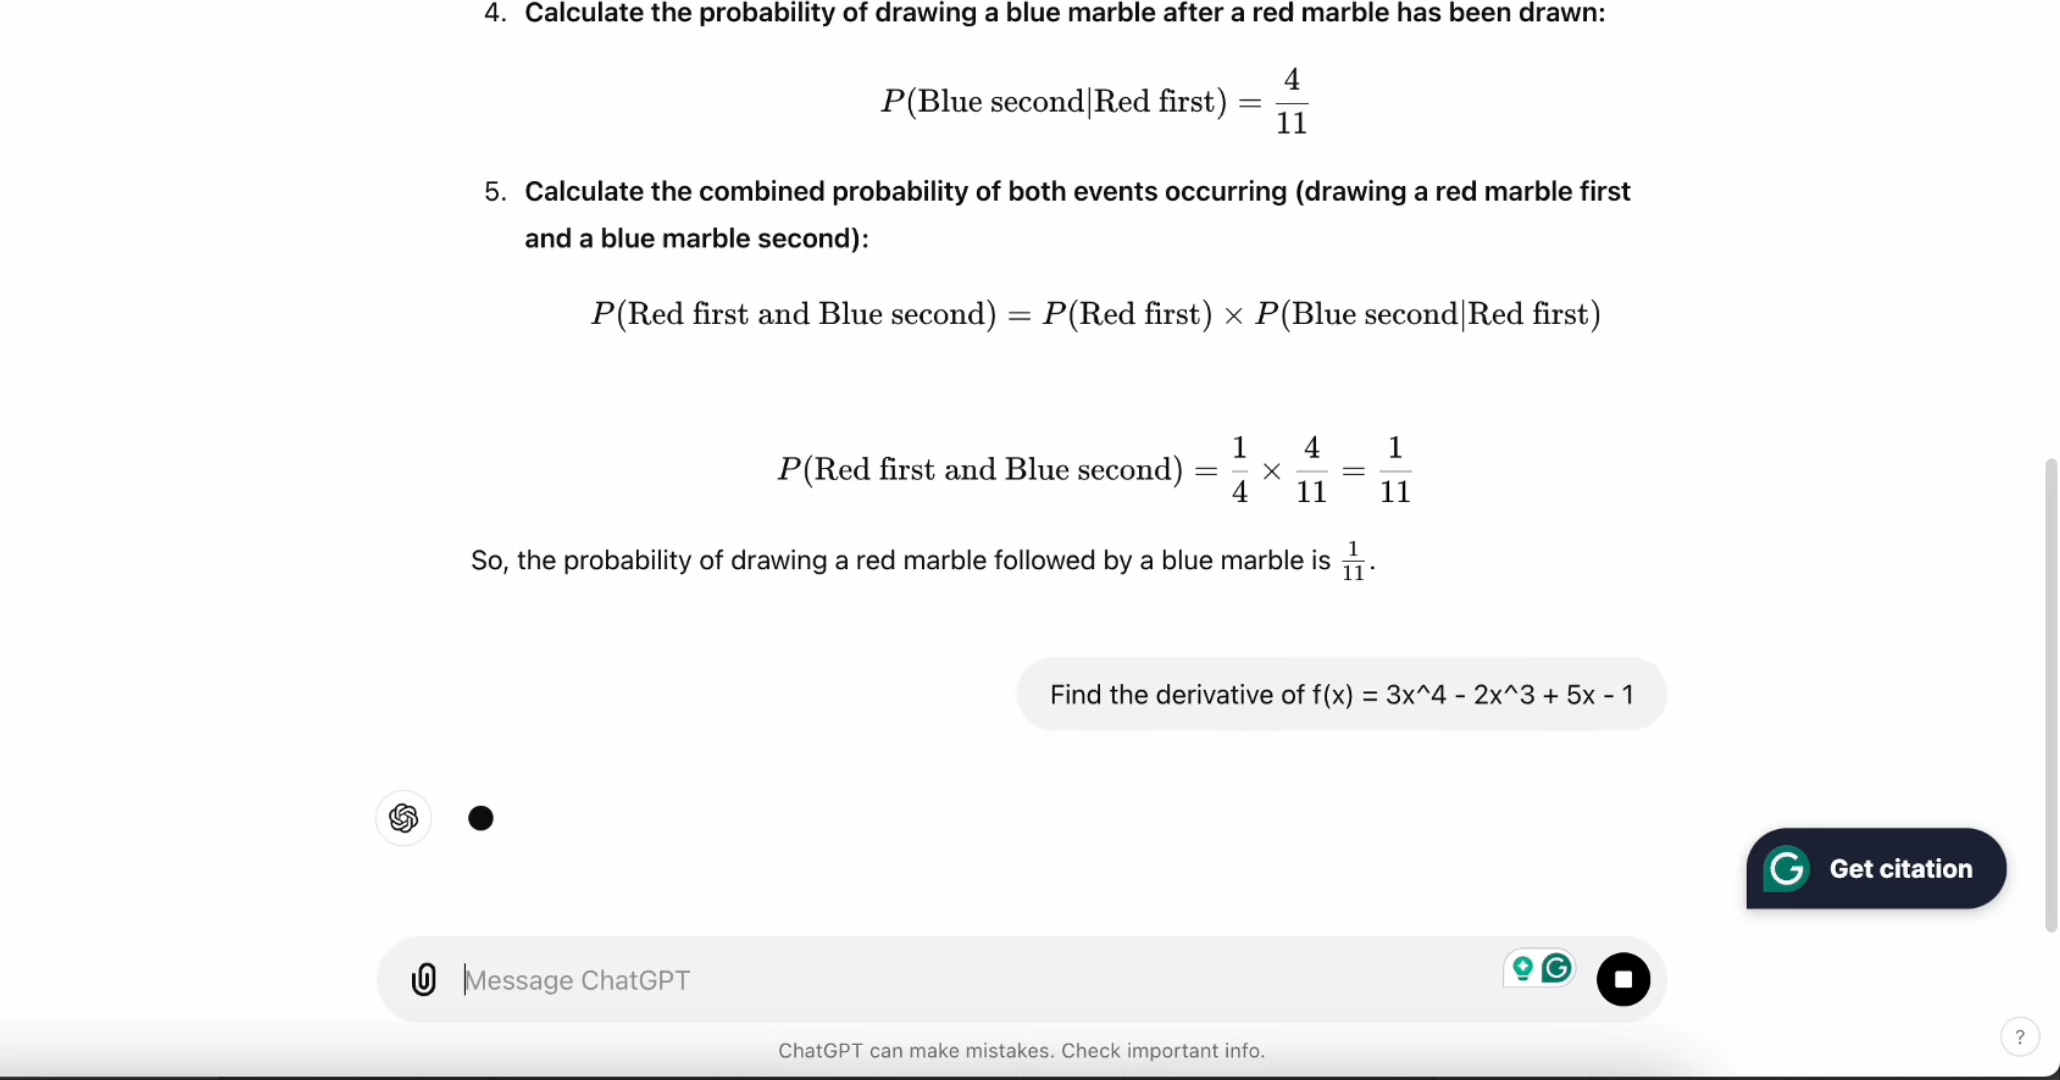 4. Calculate the probability of drawing a blue marble after a red marble has been drawn:
P(Blue second|Red first) = 4/11
5. Calculate the combined probability of both events occurring (drawing a red marble first
and a blue marble second):
P(Red first and Blue second) = P(Red first) × P(Blue second|Red first)
P(Red first and Blue second) = 1/4 × 4/11 = 1/11
So, the probability of drawing a red marble followed by a blue marble is 1/11.
Find the derivative of f(x) = 3x^4 - 2x^3 + 5x - 1
G Get citation
Message ChatGPT
G
ChatGPT can make mistakes. Check important info.
?